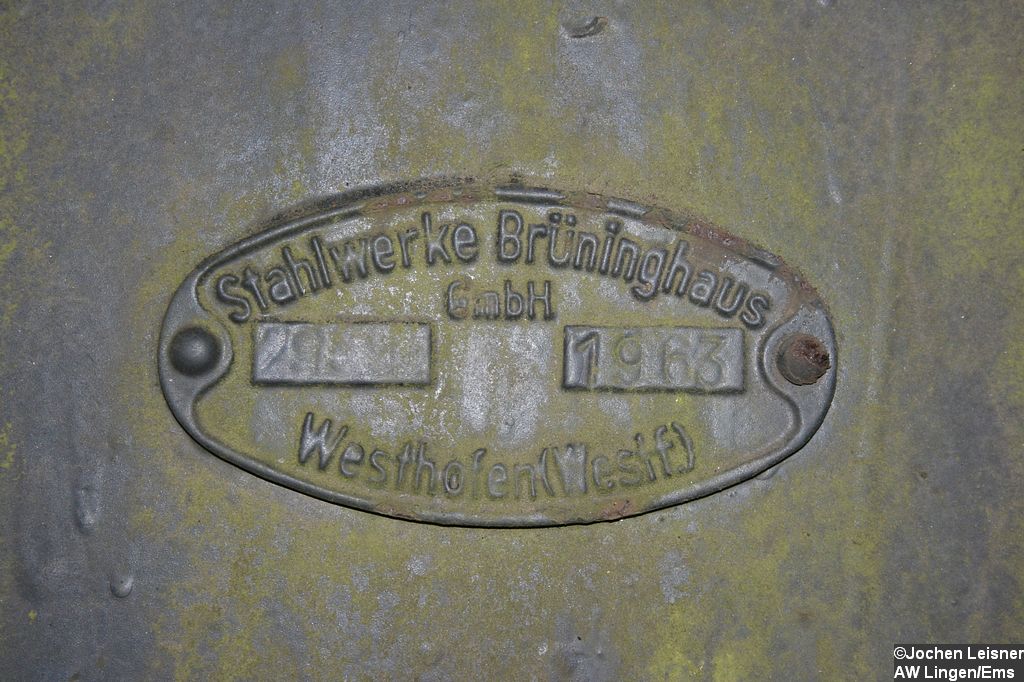 Stahlwerke Brüninghaus
GmbH
1963
Westhofen (Westf)
©Jochen Leisner
AW Lingen/Ems